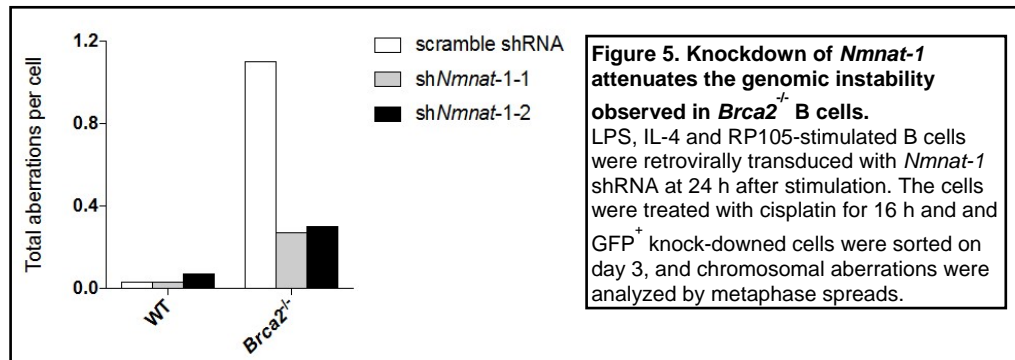 1.2
0.8
0.4
0.0
Total aberrations per cell
WT
Brca2-/-
scramble shRNA
shNmnat-1-1
shNmnat-1-2
Figure 5. Knockdown of Nmnat-1
attenuates the genomic instability
observed in Brca2-/- B cells.
LPS, IL-4 and RP105-stimulated B cells
were retrovirally transduced with Nmnat-1
shRNA at 24 h after stimulation. The cells
were treated with cisplatin for 16 h and and
GFP+ knock-downed cells were sorted on
day 3, and chromosomal aberrations were
analyzed by metaphase spreads.